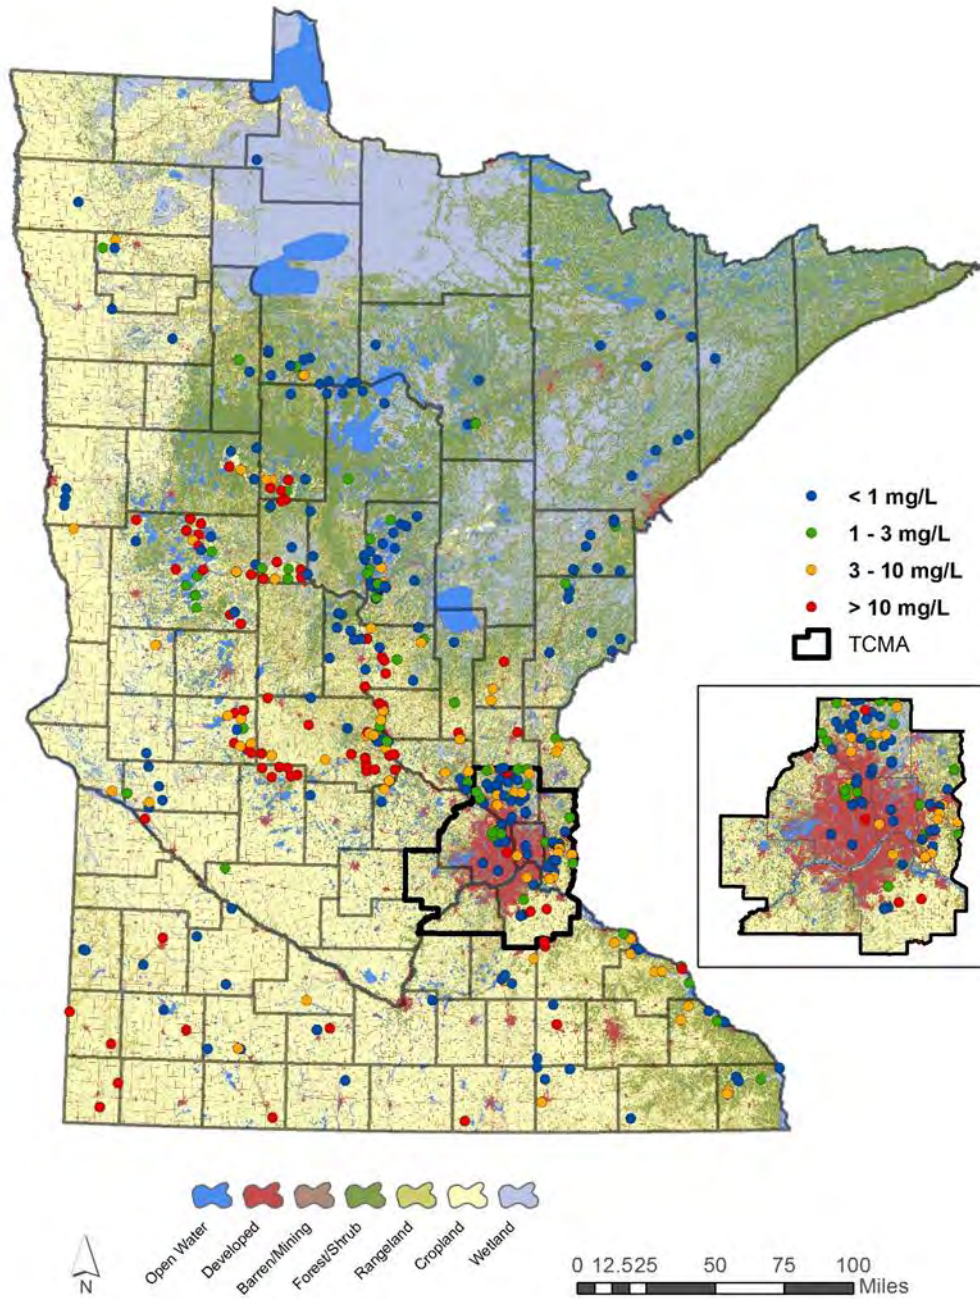 < 1 mg/L
1 - 3 mg/L
3 - 10 mg/L
> 10 mg/L
TCMA
Open Water
Developed
Barren/Mining
Forest/Shrub
Rangeland
Cropland
Wetland
N
0 12.525 50 75 100
Miles